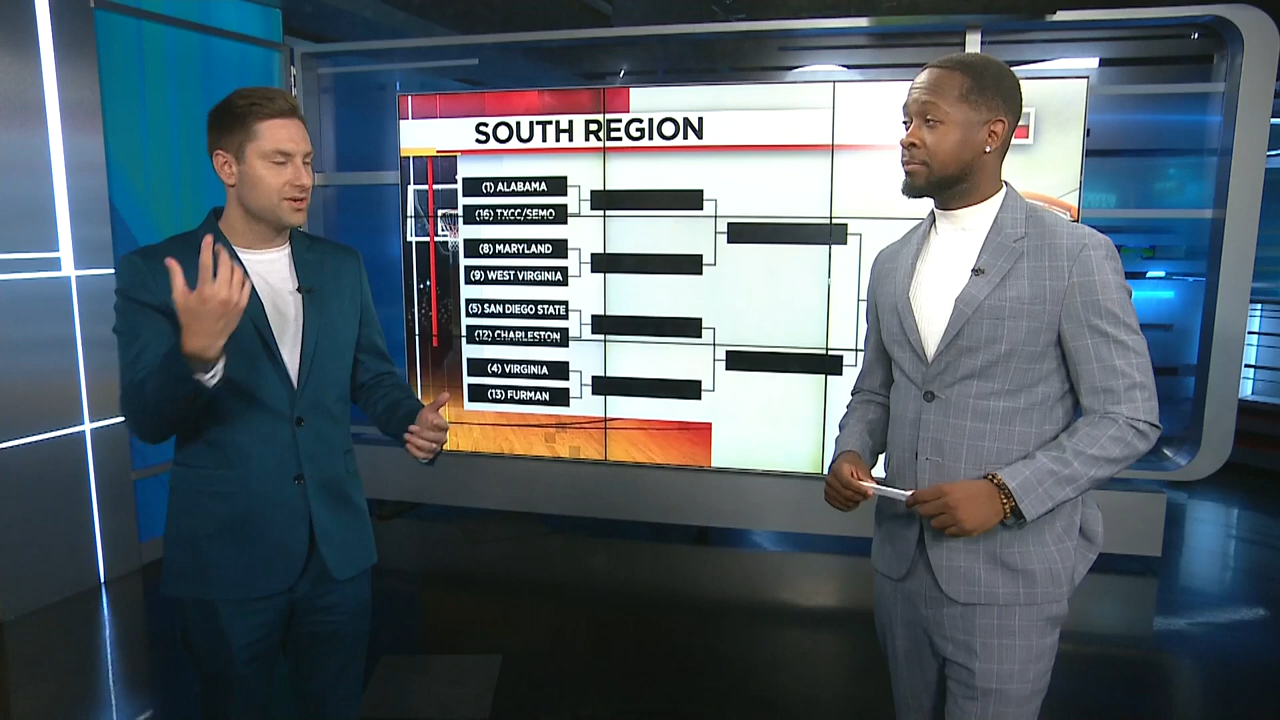 SOUTH REGION
(1) ALABAMA
(16) TXCC/SEMO
(8) MARYLAND
(9) WEST VIRGINIA
(5) SAN DIEGO STATE
(12) CHARLESTON
(4) VIRGINIA
(13) FURMAN